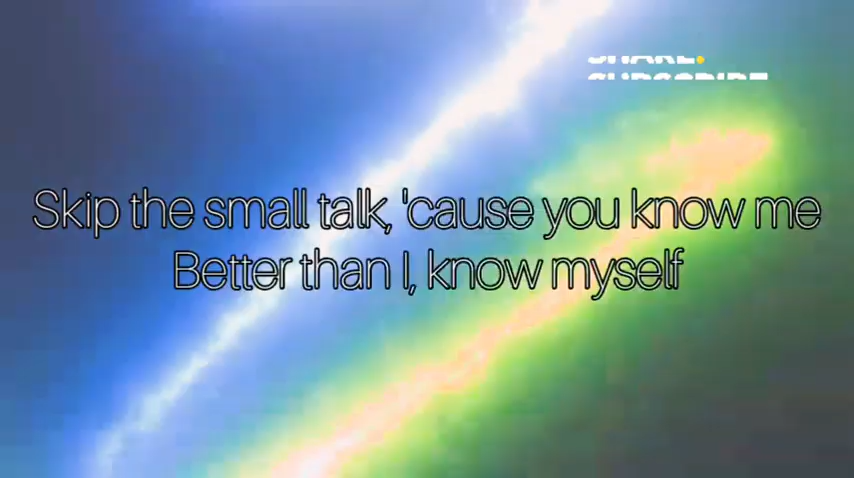 Skip the small talk, 'cause you know me
Better than I, know myself